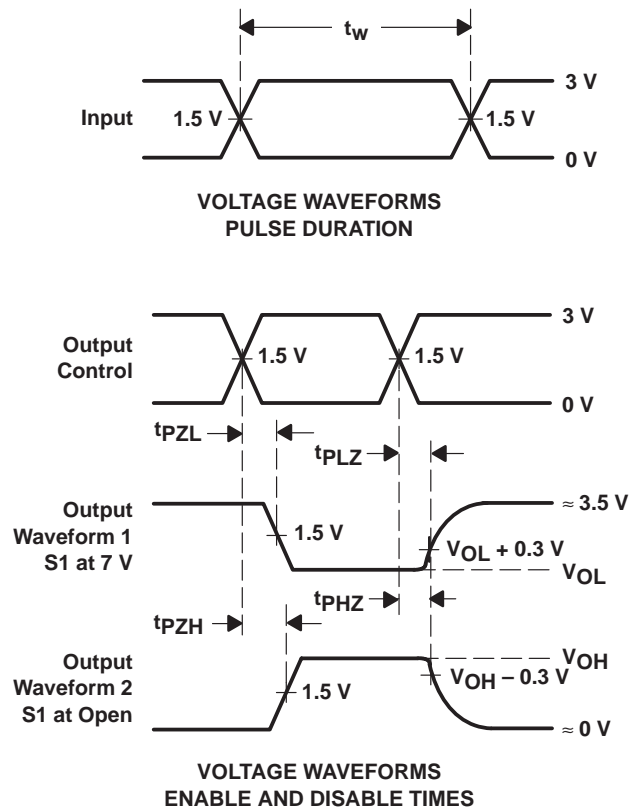 tw
3 V
Input
1.5 V
1.5 V
0 V
VOLTAGE WAVEFORMS
PULSE DURATION
3 V
Output
Control
1.5 V
1.5 V
0 V
tPZL
tPLZ
Output
Waveform 1
S1 at 7 V
≈ 3.5 V
1.5 V
VOL + 0.3 V
VOL
tPZH
tPHZ
Output
Waveform 2
S1 at Open
VOH
1.5 V
VOH – 0.3 V
≈ 0 V
VOLTAGE WAVEFORMS
ENABLE AND DISABLE TIMES